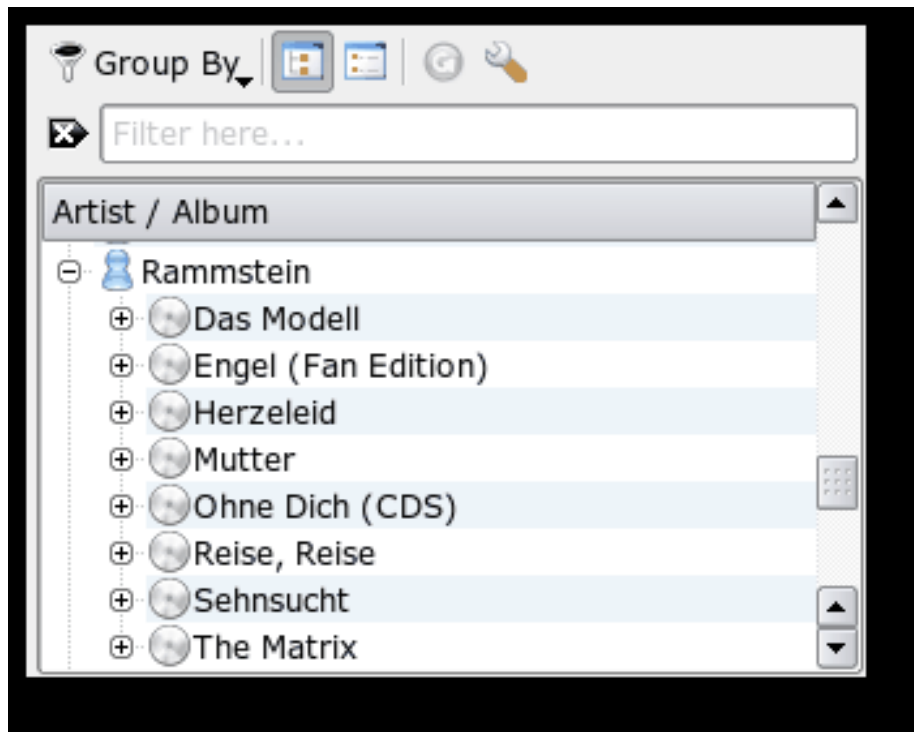 Group By
Filter here...
Artist / Album
Rammstein
Das Modell
Engel (Fan Edition)
Herzeleid
Mutter
Ohne Dich (CDS)
Reise, Reise
Sehnsucht
The Matrix